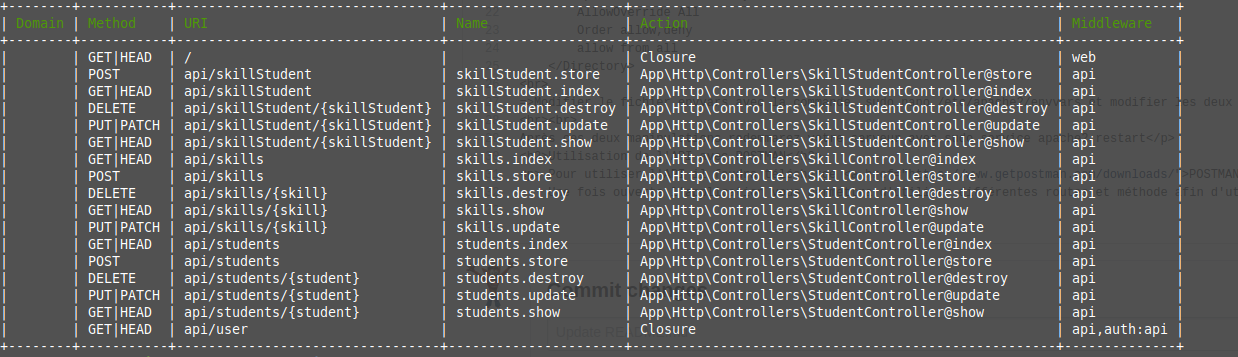 +--------+-----------+---------------------------------+----------------------+-----------------------------------------------------+--------------+
| Domain | Method    | URI                             | Name                 | Action                                              | Middleware   |
+--------+-----------+---------------------------------+----------------------+-----------------------------------------------------+--------------+
|        | GET|HEAD  | /                               |                      | Closure                                             | web          |
|        | POST      | api/skillStudent                | skillStudent.store   | App\Http\Controllers\SkillStudentController@store   | api          |
|        | GET|HEAD  | api/skillStudent                | skillStudent.index   | App\Http\Controllers\SkillStudentController@index   | api          |
|        | DELETE    | api/skillStudent/{skillStudent} | skillStudent.destroy | App\Http\Controllers\SkillStudentController@destroy | api          |
|        | PUT|PATCH | api/skillStudent/{skillStudent} | skillStudent.update  | App\Http\Controllers\SkillStudentController@update  | api          |
|        | GET|HEAD  | api/skillStudent/{skillStudent} | skillStudent.show    | App\Http\Controllers\SkillStudentController@show    | api          |
|        | GET|HEAD  | api/skills                      | skills.index         | App\Http\Controllers\SkillController@index          | api          |
|        | POST      | api/skills                      | skills.store         | App\Http\Controllers\SkillController@store          | api          |
|        | DELETE    | api/skills/{skill}              | skills.destroy       | App\Http\Controllers\SkillController@destroy        | api          |
|        | GET|HEAD  | api/skills/{skill}              | skills.show          | App\Http\Controllers\SkillController@show           | api          |
|        | PUT|PATCH | api/skills/{skill}              | skills.update        | App\Http\Controllers\SkillController@update         | api          |
|        | GET|HEAD  | api/students                    | students.index       | App\Http\Controllers\StudentController@index        | api          |
|        | POST      | api/students                    | students.store       | App\Http\Controllers\StudentController@store        | api          |
|        | DELETE    | api/students/{student}          | students.destroy     | App\Http\Controllers\StudentController@destroy      | api          |
|        | PUT|PATCH | api/students/{student}          | students.update      | App\Http\Controllers\StudentController@update       | api          |
|        | GET|HEAD  | api/students/{student}          | students.show        | App\Http\Controllers\StudentController@show         | api          |
|        | GET|HEAD  | api/user                        |                      | Closure                                             | api,auth:api |
+--------+-----------+---------------------------------+----------------------+-----------------------------------------------------+--------------+